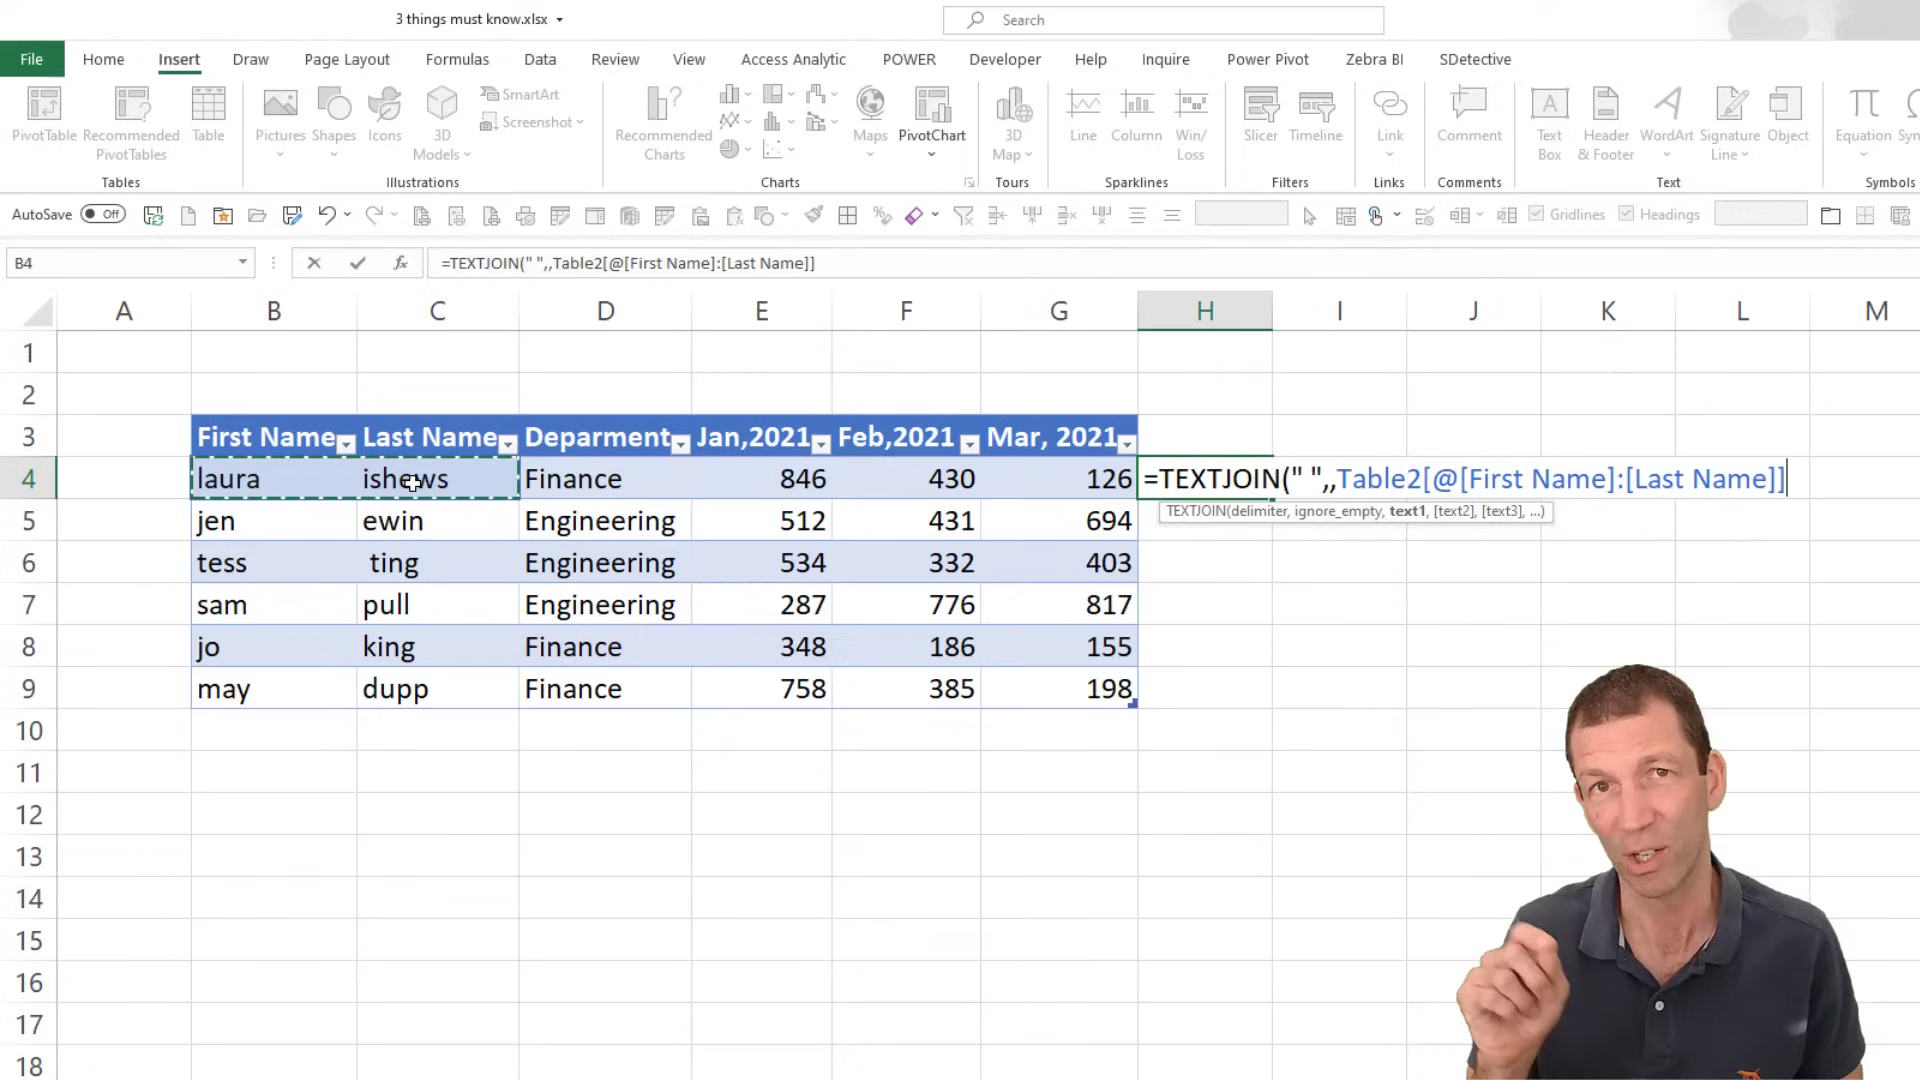 3 things must know.xlsx
Search
File Home Insert Draw Page Layout Formulas Data Review View Access Analytic POWER Developer Help Inquire Power Pivot Zebra BI SDetective
PivotTable Recommended PivotTables Table
Pictures Shapes Icons 3D Models SmartArt Screenshot
Recommended Charts Maps PivotChart
3D Map
Line Column Win/Loss
Slicer Timeline
Link
Comment
Text Box Header & Footer WordArt Signature Line Object
Equation
Tables Illustrations Charts Tours Sparklines Filters Links Comments Text Symbols
AutoSave Off Gridlines Headings
B4 fx =TEXTJOIN(" ",,Table2[@[First Name]:[Last Name]]
A B C D E F G H I J K L M
1
2
3 First Name Last Name Deparment Jan,2021 Feb,2021 Mar, 2021
4 laura ishews Finance 846 430 126 =TEXTJOIN(" ",,Table2[@[First Name]:[Last Name]]
TEXTJOIN(delimiter, ignore_empty, text1, [text2], [text3], ...)
5 jen ewin Engineering 512 431 694
6 tess ting Engineering 534 332 403
7 sam pull Engineering 287 776 817
8 jo king Finance 348 186 155
9 may dupp Finance 758 385 198
10
11
12
13
14
15
16
17
18